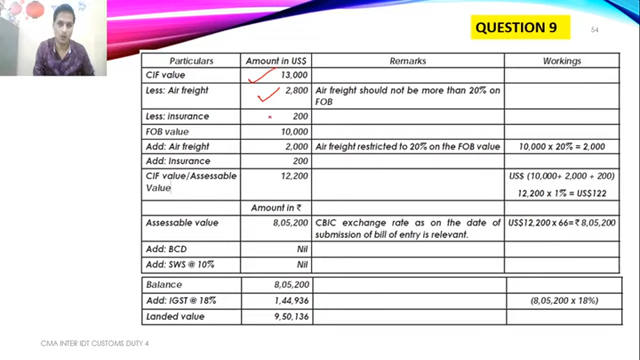 QUESTION 9
54
Particulars Amount in US$ Remarks Workings
CIF value 13,000
Less: Air freight 2,800 Air freight should not be more than 20% on
FOB
Less: insurance 200
FOB value 10,000
Add: Air freight 2,000 Air freight restricted to 20% on the FOB value 10,000 x 20% = 2,000
Add: Insurance 200
CIF value/Assessable 12,200 US$ (10,000+ 2,000 + 200)
Value 12,200 x 1% = US$122
Amount in ₹
Assessable value 8,05,200 CBIC exchange rate as on the date of US$12,200 x 66=₹ 8,05,200
submission of bill of entry is relevant.
Add: BCD Nil
Add: SWS @ 10% Nil
Balance 8,05,200
Add: IGST @ 18% 1,44,936 (8,05,200 x 18%)
Landed value 9,50,136
CMA INTER IDT CUSTOMS DUTY 4